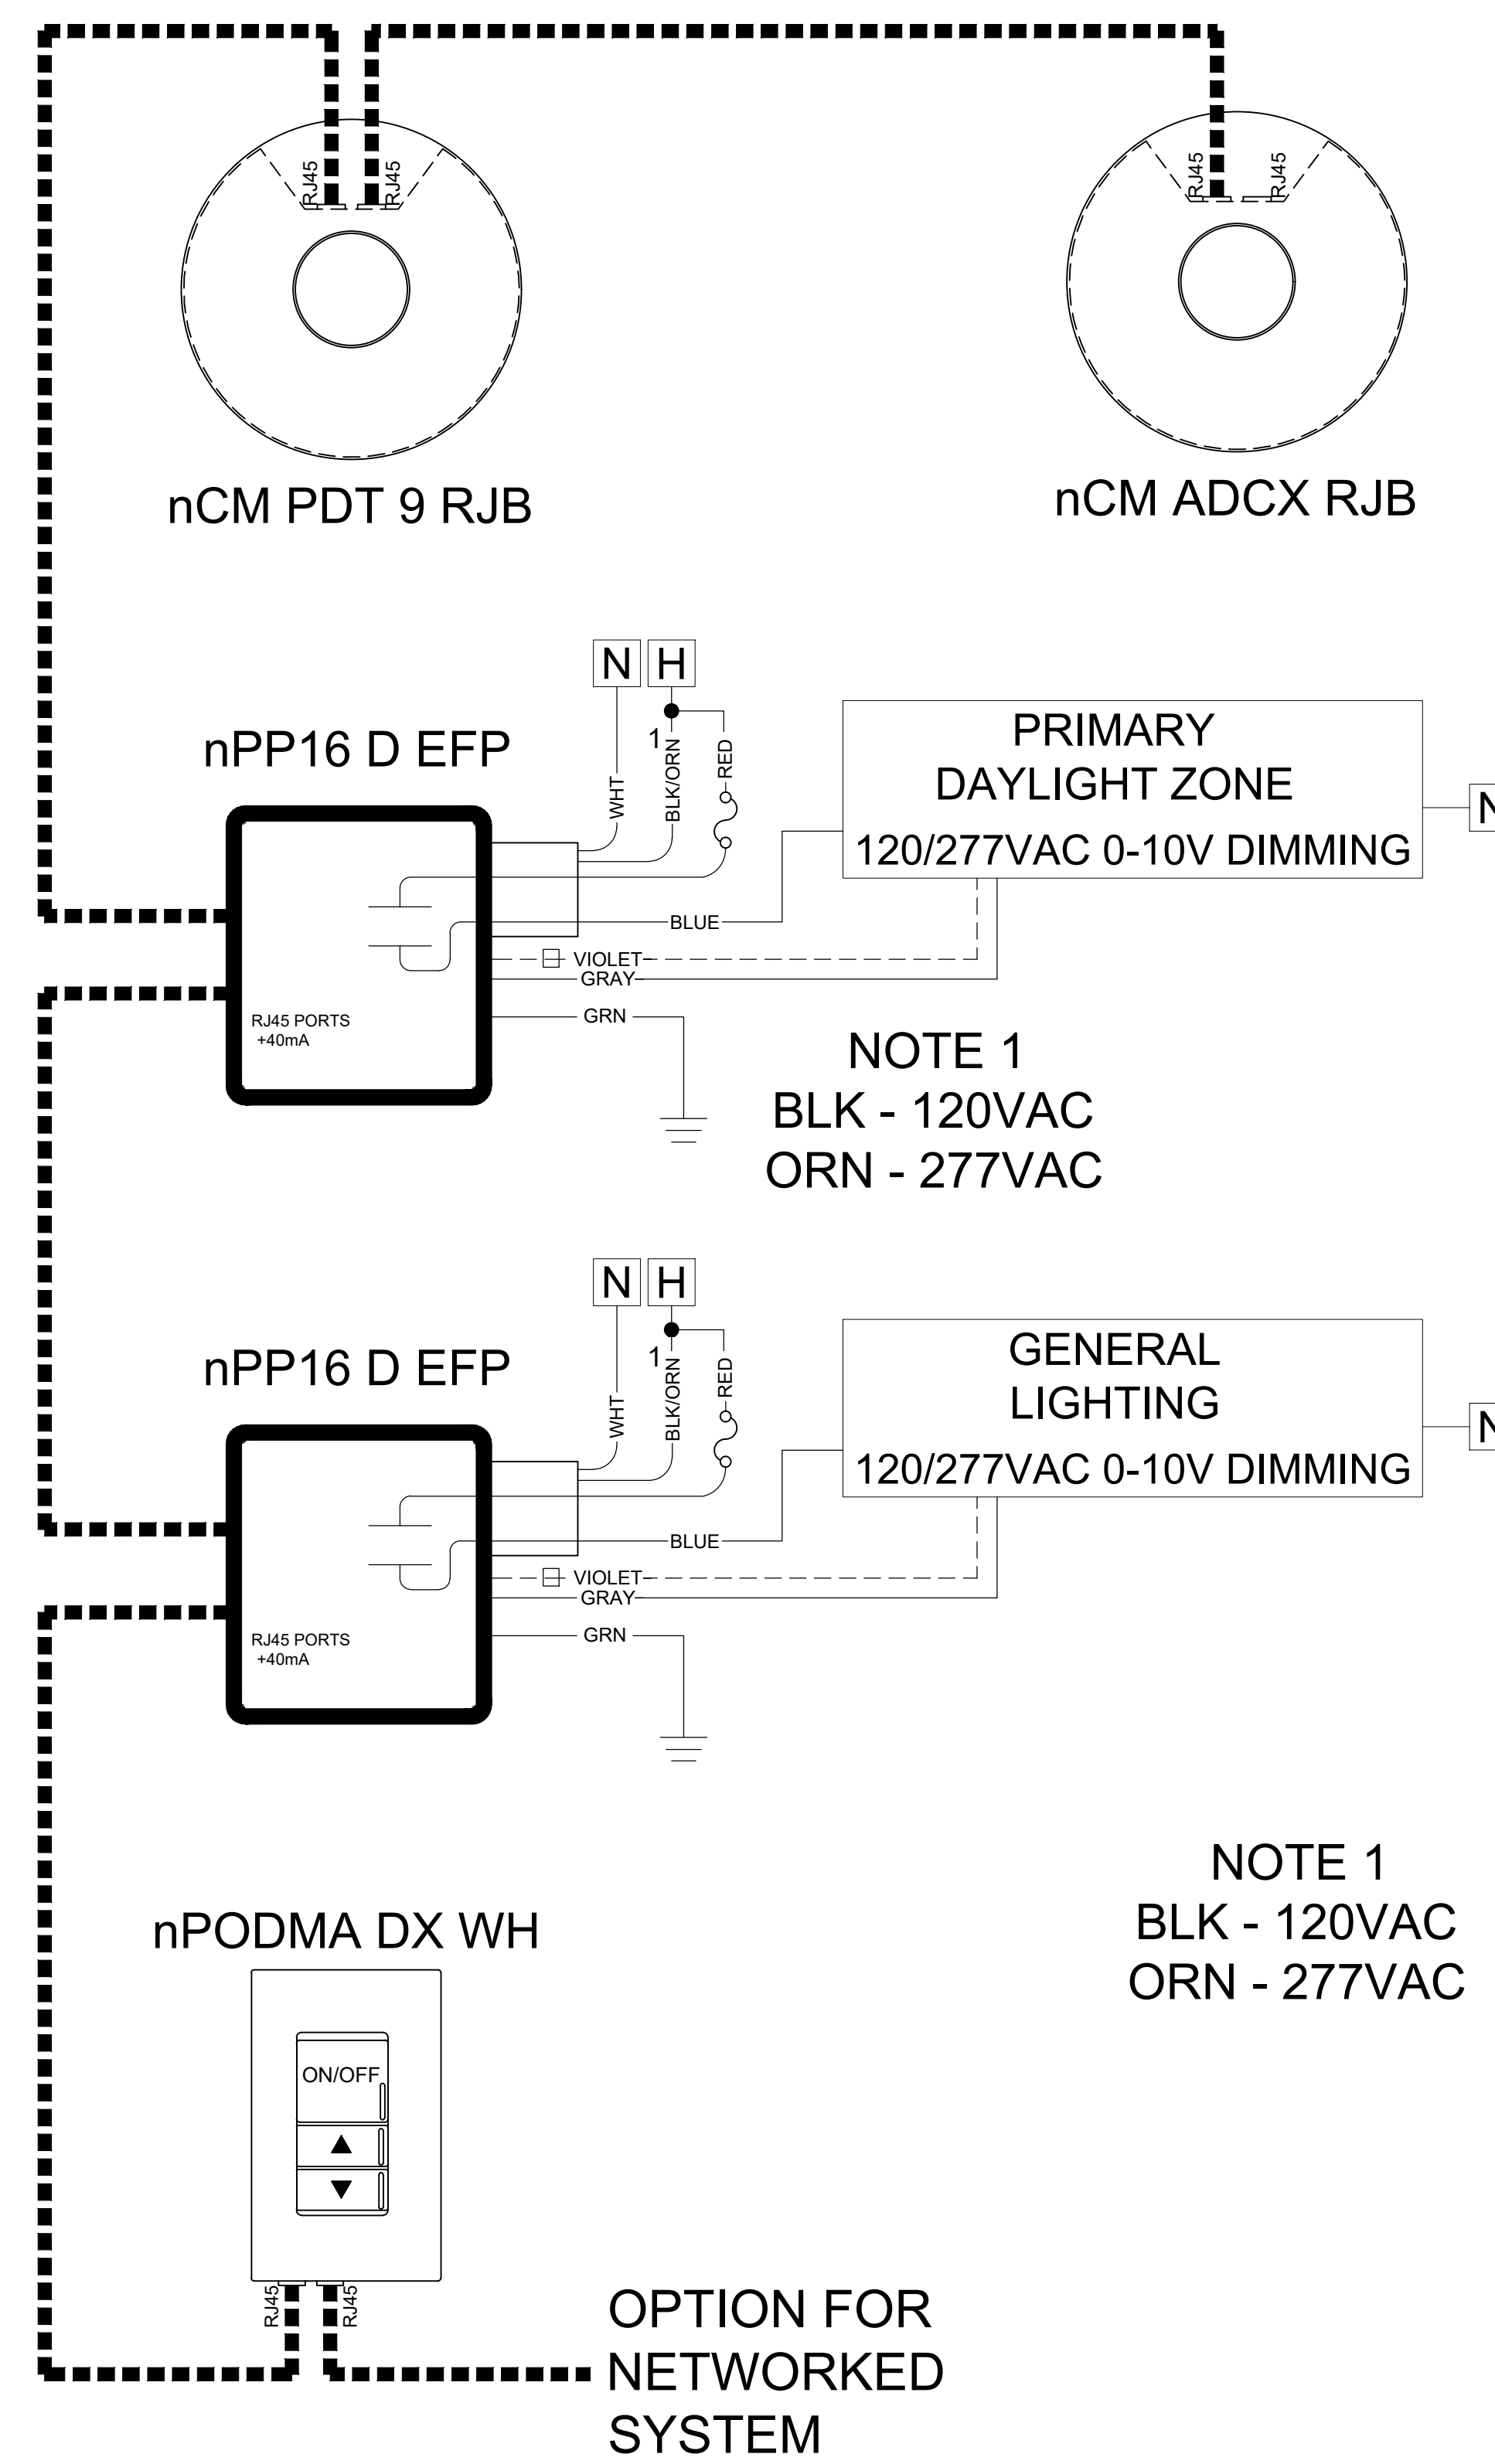 RJ45 RJ45
RJ45 RJ45
nCM PDT 9 RJB
nCM ADCX RJB
N H
nPP16 D EFP
1
WHT
BLK/ORN
RED
PRIMARY
DAYLIGHT ZONE
120/277VAC 0-10V DIMMING
N
BLUE
VIOLET
GRAY
GRN
RJ45 PORTS
+40mA
NOTE 1
BLK - 120VAC
ORN - 277VAC
N H
nPP16 D EFP
1
WHT
BLK/ORN
RED
GENERAL
LIGHTING
120/277VAC 0-10V DIMMING
N
BLUE
VIOLET
GRAY
GRN
RJ45 PORTS
+40mA
NOTE 1
BLK - 120VAC
ORN - 277VAC
nPODMA DX WH
ON/OFF
RJ45 RJ45
OPTION FOR
NETWORKED
SYSTEM